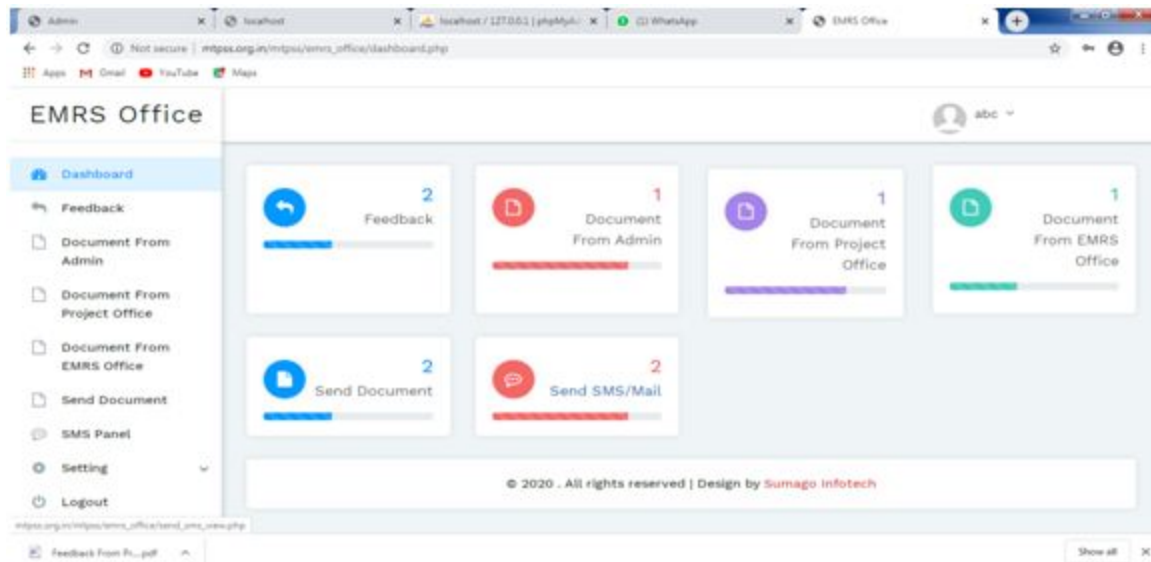 Admin
localhost
localhost / 127.0.0.1 | phpMyA
(1) WhatsApp
EMRS Office
Not secure | mtpss.org.in/mtpss/emrs_office/dashboard.php
Apps
Gmail
YouTube
Maps
EMRS Office
abc
Dashboard
Feedback
Document From
Admin
Document From
Project Office
Document From
EMRS Office
Send Document
SMS Panel
Setting
Logout
2
Feedback
1
Document
From Admin
1
Document
From Project
Office
1
Document
From EMRS
Office
2
Send Document
2
Send SMS/Mail
© 2020 . All rights reserved | Design by Sumago Infotech
mtpss.org.in/mtpss/emrs_office/send_sms_view.php
Feedback From Pr....pdf
Show all